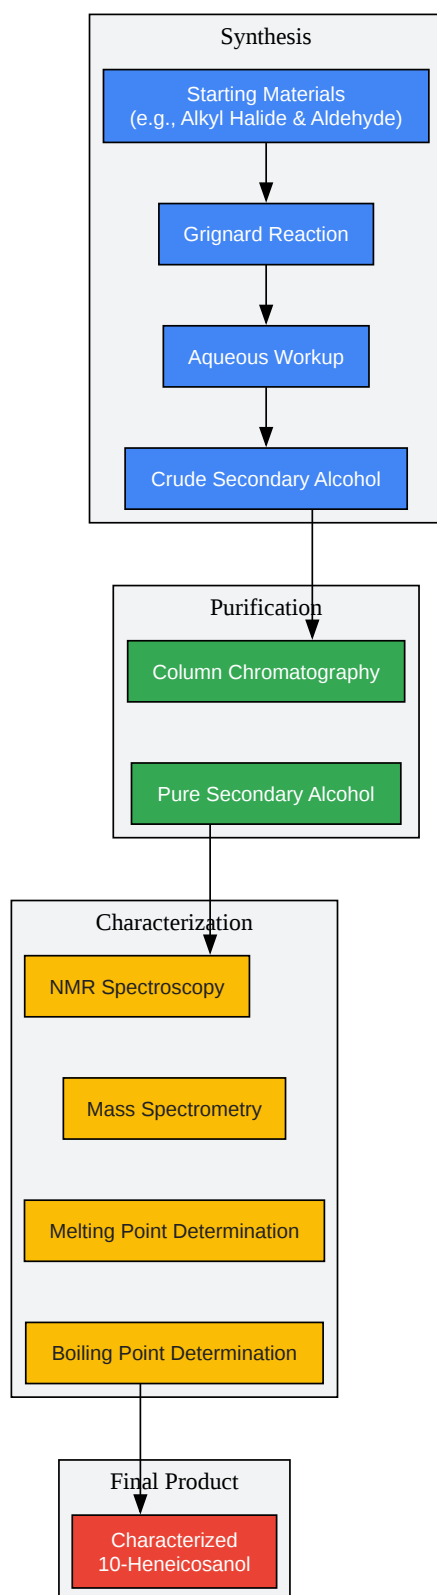 Synthesis
Starting Materials
(e.g., Alkyl Halide & Aldehyde)
Grignard Reaction
Aqueous Workup
Crude Secondary Alcohol
Purification
Column Chromatography
Pure Secondary Alcohol
Characterization
NMR Spectroscopy
Mass Spectrometry
Melting Point Determination
Boiling Point Determination
Final Product
Characterized
10-Heneicosanol